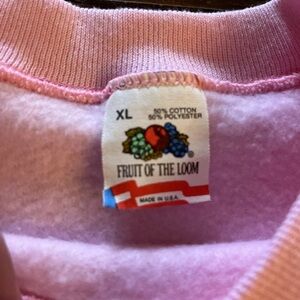 XL
50% COTTON
50% POLYESTER
FRUIT OF THE LOOM
MADE IN U.S.A.